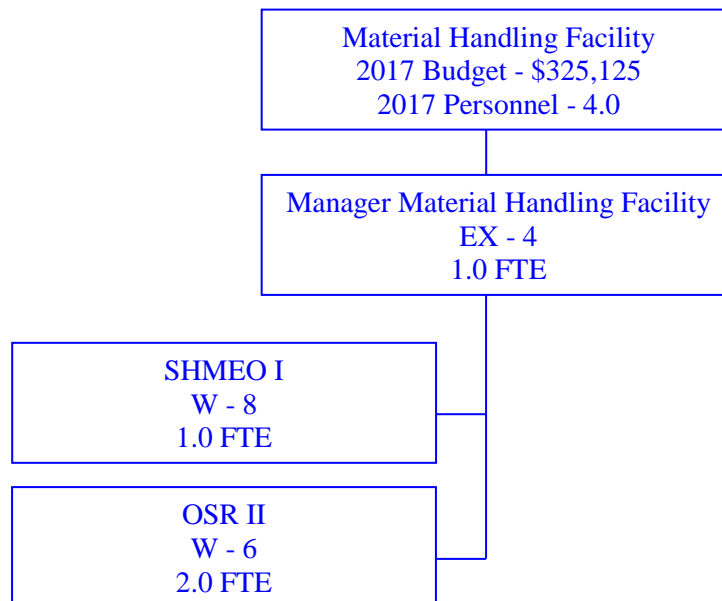 Material Handling Facility
2017 Budget - $325,125
2017 Personnel - 4.0
Manager Material Handling Facility
EX - 4
1.0 FTE
SHMEO I
W - 8
1.0 FTE
OSR II
W - 6
2.0 FTE